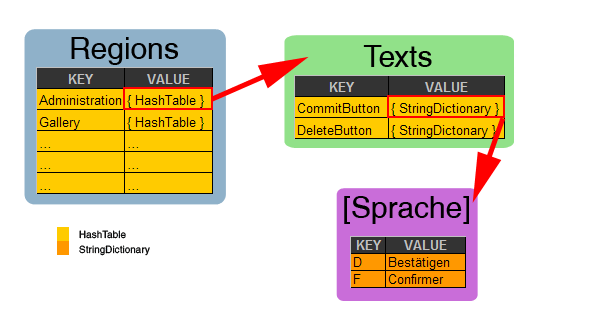 Regions
KEY VALUE
Administration { HashTable }
Gallery { HashTable }
... ...
... ...
... ...
Texts
KEY VALUE
CommitButton { StringDictionary }
DeleteButton { StringDictonary }
[Sprache]
KEY VALUE
D Bestätigen
F Confirmer
HashTable
StringDictionary